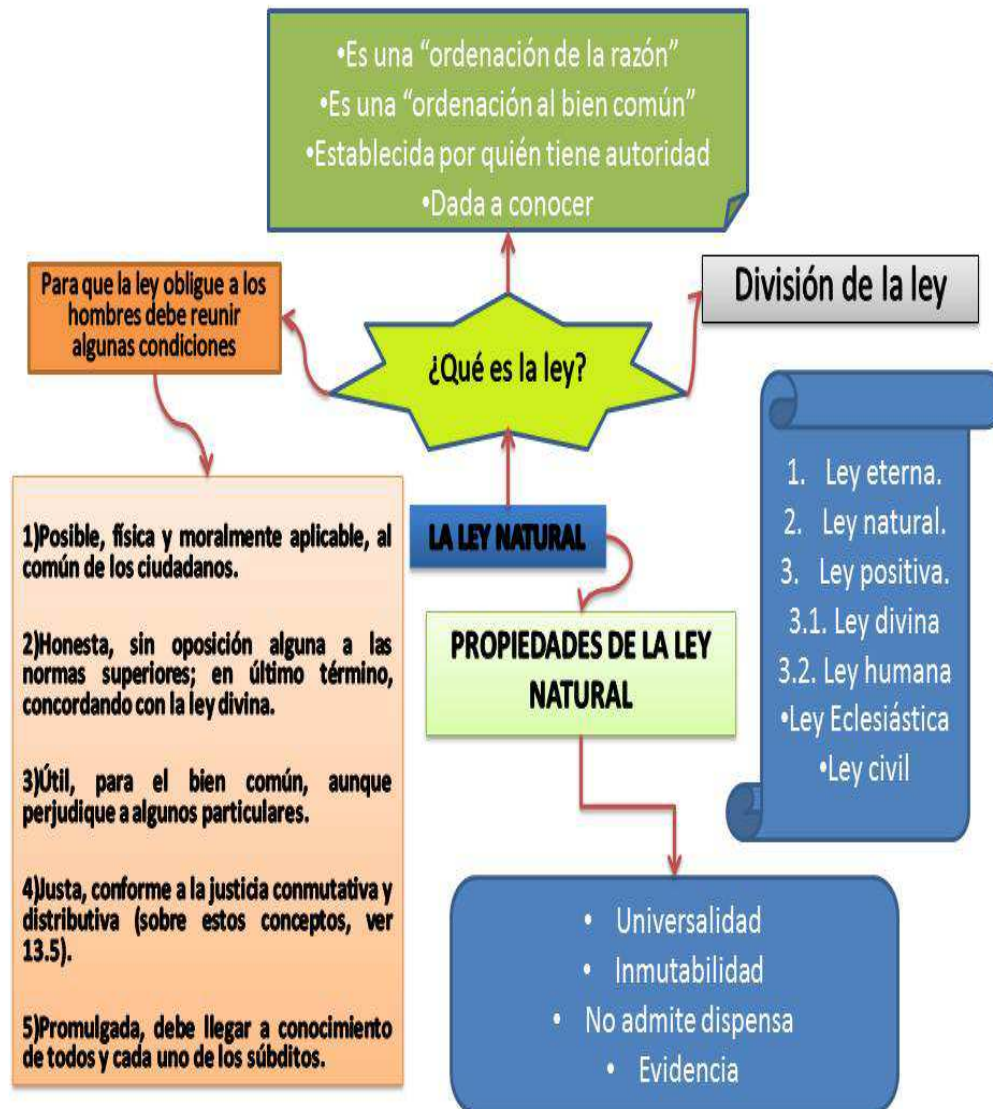 •Es una “ordenación de la razón”
•Es una “ordenación al bien común”
•Establecida por quién tiene autoridad
•Dada a conocer
Para que la ley obligue a los
hombres debe reunir
algunas condiciones
División de la ley
¿Qué es la ley?
1. Ley eterna.
2. Ley natural.
3. Ley positiva.
3.1. Ley divina
3.2. Ley humana
•Ley Eclesiástica
•Ley civil
LA LEY NATURAL
1)Posible, física y moralmente aplicable, al
común de los ciudadanos.
2)Honesta, sin oposición alguna a las
normas superiores; en último término,
concordando con la ley divina.
3)Útil, para el bien común, aunque
perjudique a algunos particulares.
4)Justa, conforme a la justicia conmutativa y
distributiva (sobre estos conceptos, ver
13.5).
5)Promulgada, debe llegar a conocimiento
de todos y cada uno de los súbditos.
PROPIEDADES DE LA LEY
NATURAL
• Universalidad
• Inmutabilidad
• No admite dispensa
• Evidencia